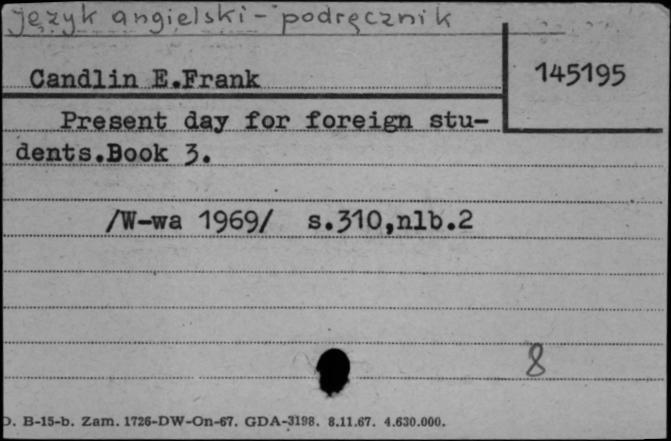 język angielski - podręcznik
Candlin E.Frank
145195
Present day for foreign stu-
dents.Book 3.
/W-wa 1969/ s.310,nlb.2
8
D. B-15-b. Zam. 1726-DW-On-67. GDA-3198. 8.11.67. 4.630.000.